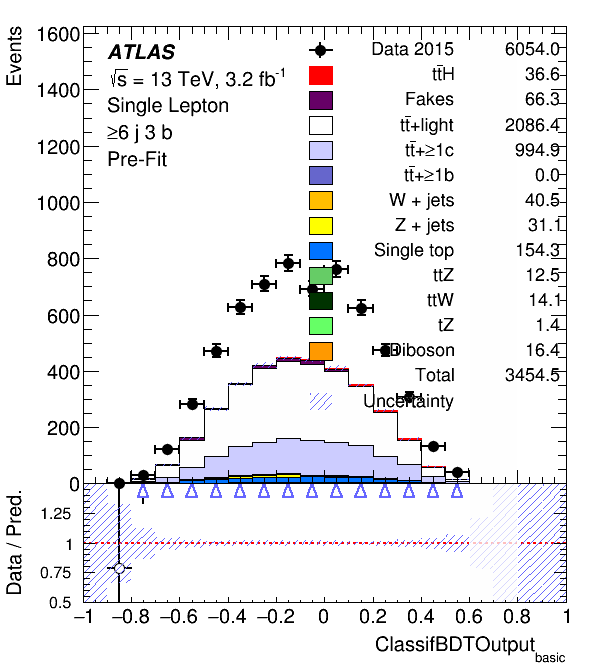 Events
1600
1400
1200
1000
800
600
400
200
0
ATLAS
√s = 13 TeV, 3.2 fb⁻¹
Single Lepton
≥6 j 3 b
Pre-Fit
Data 2015 6054.0
tt̄H 36.6
Fakes 66.3
tt̄+light 2086.4
tt̄+≥1c 994.9
tt̄+≥1b 0.0
W + jets 40.5
Z + jets 31.1
Single top 154.3
ttZ 12.5
ttW 14.1
tZ 1.4
Diboson 16.4
Total 3454.5
Uncertainty
Data / Pred.
1.25
1
0.75
0.5
−1 −0.8 −0.6 −0.4 −0.2 0 0.2 0.4 0.6 0.8 1
ClassifBDTOutput_basic